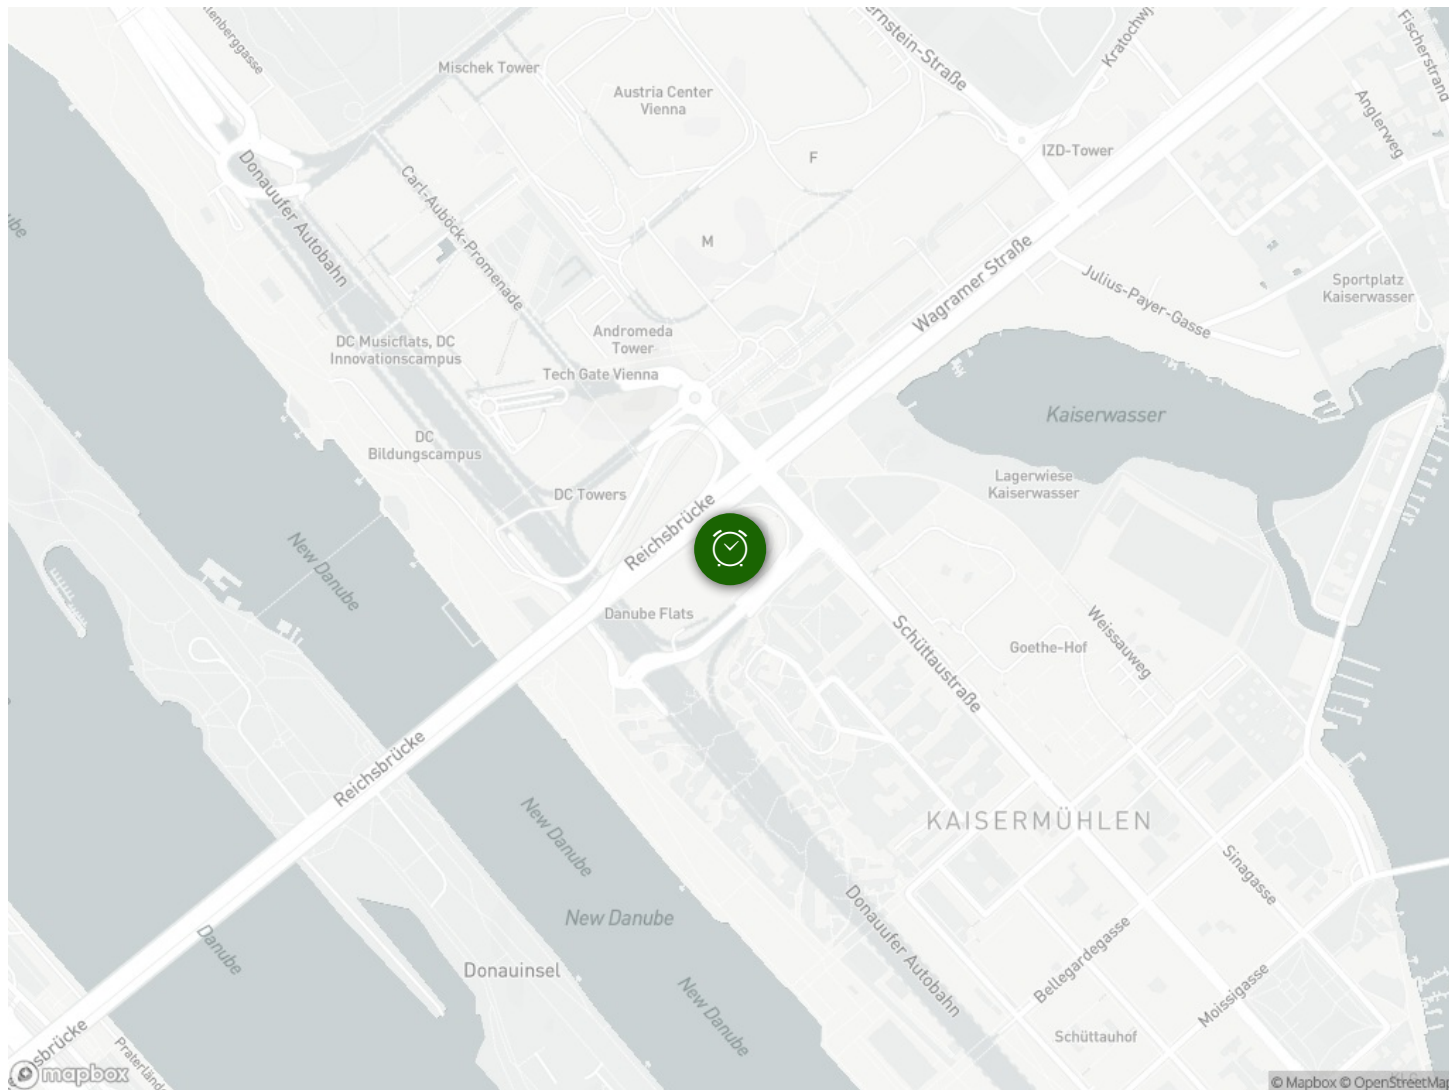 Mischek Tower
Austria Center
Vienna
Kratochwj
Fischerstrand
Anglerweg
IZD-Tower
F
Donauufer Autobahn
Carl-Auböck-Promenade
M
Wagramer Straße
Julius-Payer-Gasse
Sportplatz
Kaiserwasser
DC Musicflats, DC
Innovationscampus
Andromeda
Tower
Tech Gate Vienna
Kaiserwasser
DC
Bildungscampus
DC Towers
Lagerwiese
Kaiserwasser
Reichsbrücke
New Danube
Danube Flats
Schüttaustraße
Goethe-Hof
Weissauweg
Reichsbrücke
New Danube
KAISERMÜHLEN
Sinagasse
New Danube
Danube
Donauinsel
Donauufer Autobahn
Bellegardegasse
Moissigasse
New Danube
Schüttauhof
sbrücke
Praterländ
mapbox
© Mapbox © OpenStreetMap